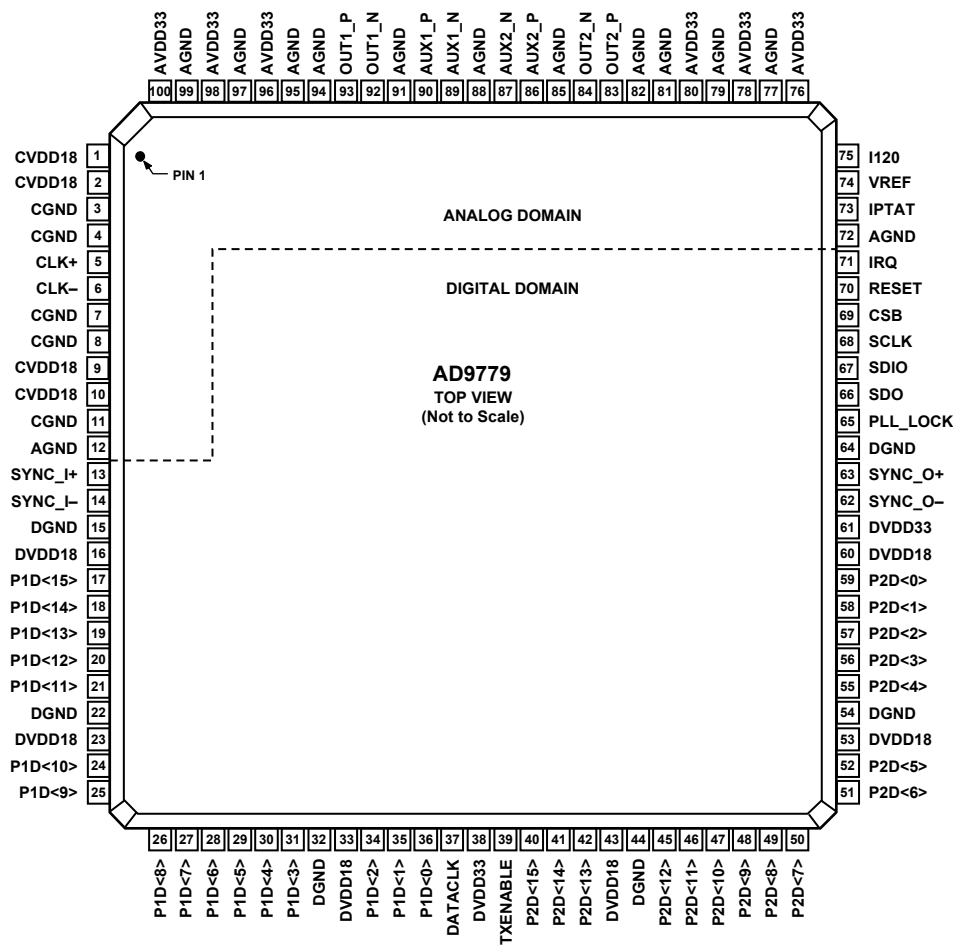 AVDD33
AGND
AVDD33
AGND
AVDD33
AGND
AGND
OUT1_P
OUT1_N
AGND
AUX1_P
AUX1_N
AGND
AUX2_N
AUX2_P
AGND
OUT2_N
OUT2_P
AGND
AGND
AVDD33
AGND
AVDD33
AGND
AVDD33
100 99 98 97 96 95 94 93 92 91 90 89 88 87 86 85 84 83 82 81 80 79 78 77 76
CVDD18 1
CVDD18 2
CGND 3
CGND 4
CLK+ 5
CLK– 6
CGND 7
CGND 8
CVDD18 9
CVDD18 10
CGND 11
AGND 12
SYNC_I+ 13
SYNC_I– 14
DGND 15
DVDD18 16
P1D<15> 17
P1D<14> 18
P1D<13> 19
P1D<12> 20
P1D<11> 21
DGND 22
DVDD18 23
P1D<10> 24
P1D<9> 25
PIN 1
ANALOG DOMAIN
DIGITAL DOMAIN
AD9779
TOP VIEW
(Not to Scale)
75 I120
74 VREF
73 IPTAT
72 AGND
71 IRQ
70 RESET
69 CSB
68 SCLK
67 SDIO
66 SDO
65 PLL_LOCK
64 DGND
63 SYNC_O+
62 SYNC_O–
61 DVDD33
60 DVDD18
59 P2D<0>
58 P2D<1>
57 P2D<2>
56 P2D<3>
55 P2D<4>
54 DGND
53 DVDD18
52 P2D<5>
51 P2D<6>
26 27 28 29 30 31 32 33 34 35 36 37 38 39 40 41 42 43 44 45 46 47 48 49 50
P1D<8>
P1D<7>
P1D<6>
P1D<5>
P1D<4>
P1D<3>
DGND
DVDD18
P1D<2>
P1D<1>
P1D<0>
DATACLK
DVDD33
TXENABLE
P2D<15>
P2D<14>
P2D<13>
DVDD18
DGND
P2D<12>
P2D<11>
P2D<10>
P2D<9>
P2D<8>
P2D<7>